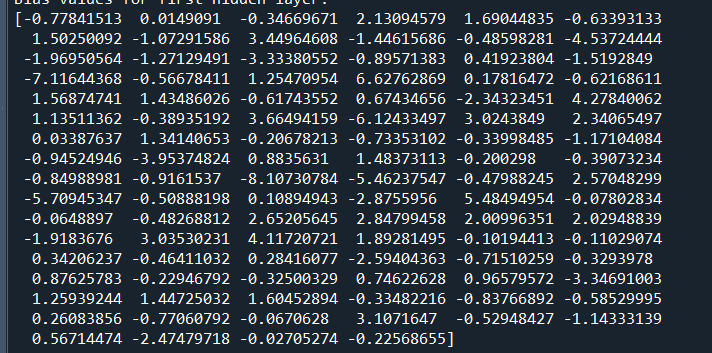 Bias values for first hidden layer:
[-0.77841513 0.0149091 -0.34669671 2.13094579 1.69044835 -0.63393133
1.50250092 -1.07291586 3.44964608 -1.44615686 -0.48598281 -4.53724444
-1.96950564 -1.27129491 -3.33380552 -0.89571383 0.41923804 -1.5192849
-7.11644368 -0.56678411 1.25470954 6.62762869 0.17816472 -0.62168611
1.56874741 1.43486026 -0.61743552 0.67434656 -2.34323451 4.27840062
1.13511362 -0.38935192 3.66494159 -6.12433497 3.0243849 2.34065497
0.03387637 1.34140653 -0.20678213 -0.73353102 -0.33998485 -1.17104084
-0.94524946 -3.95374824 0.8835631 1.48373113 -0.200298 -0.39073234
-0.84988981 -0.9161537 -8.10730784 -5.46237547 -0.47988245 2.57048299
-5.70945347 -0.50888198 0.10894943 -2.8755956 5.48494954 -0.07802834
-0.0648897 -0.48268812 2.65205645 2.84799458 2.00996351 2.02948839
-1.9183676 3.03530231 4.11720721 1.89281495 -0.10194413 -0.11029074
0.34206237 -0.46411032 0.28416077 -2.59404363 -0.71510259 -0.3293978
0.87625783 -0.22946792 -0.32500329 0.74622628 0.96579572 -3.34691003
1.25939244 1.44725032 1.60452894 -0.33482216 -0.83766892 -0.58529995
0.26083856 -0.77060792 -0.0670628 3.1071647 -0.52948427 -1.14333139
0.56714474 -2.47479718 -0.02705274 -0.22568655]